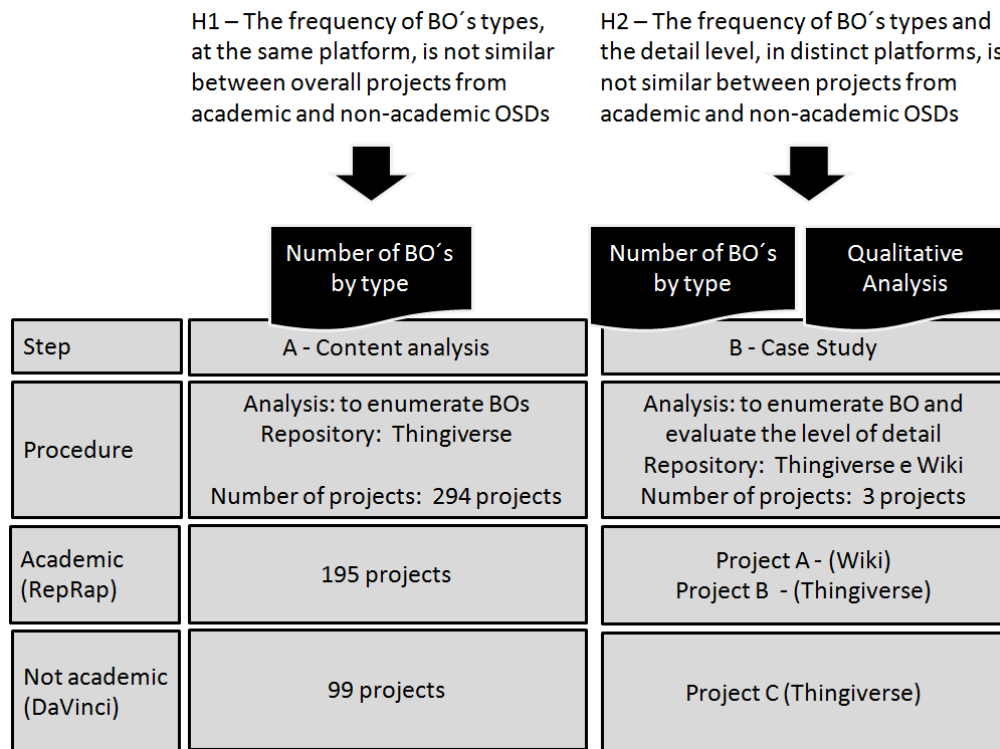 H1 – The frequency of BO´s types,
at the same platform, is not similar
between overall projects from
academic and non-academic OSDs
H2 – The frequency of BO´s types and
the detail level, in distinct platforms, is
not similar between projects from
academic and non-academic OSDs
Number of BO´s
by type
Number of BO´s
by type
Qualitative
Analysis
Step
A - Content analysis
B - Case Study
Procedure
Analysis: to enumerate BOs
Repository: Thingiverse
Number of projects: 294 projects
Analysis: to enumerate BO and
evaluate the level of detail
Repository: Thingiverse e Wiki
Number of projects: 3 projects
Academic
(RepRap)
195 projects
Project A - (Wiki)
Project B - (Thingiverse)
Not academic
(DaVinci)
99 projects
Project C (Thingiverse)